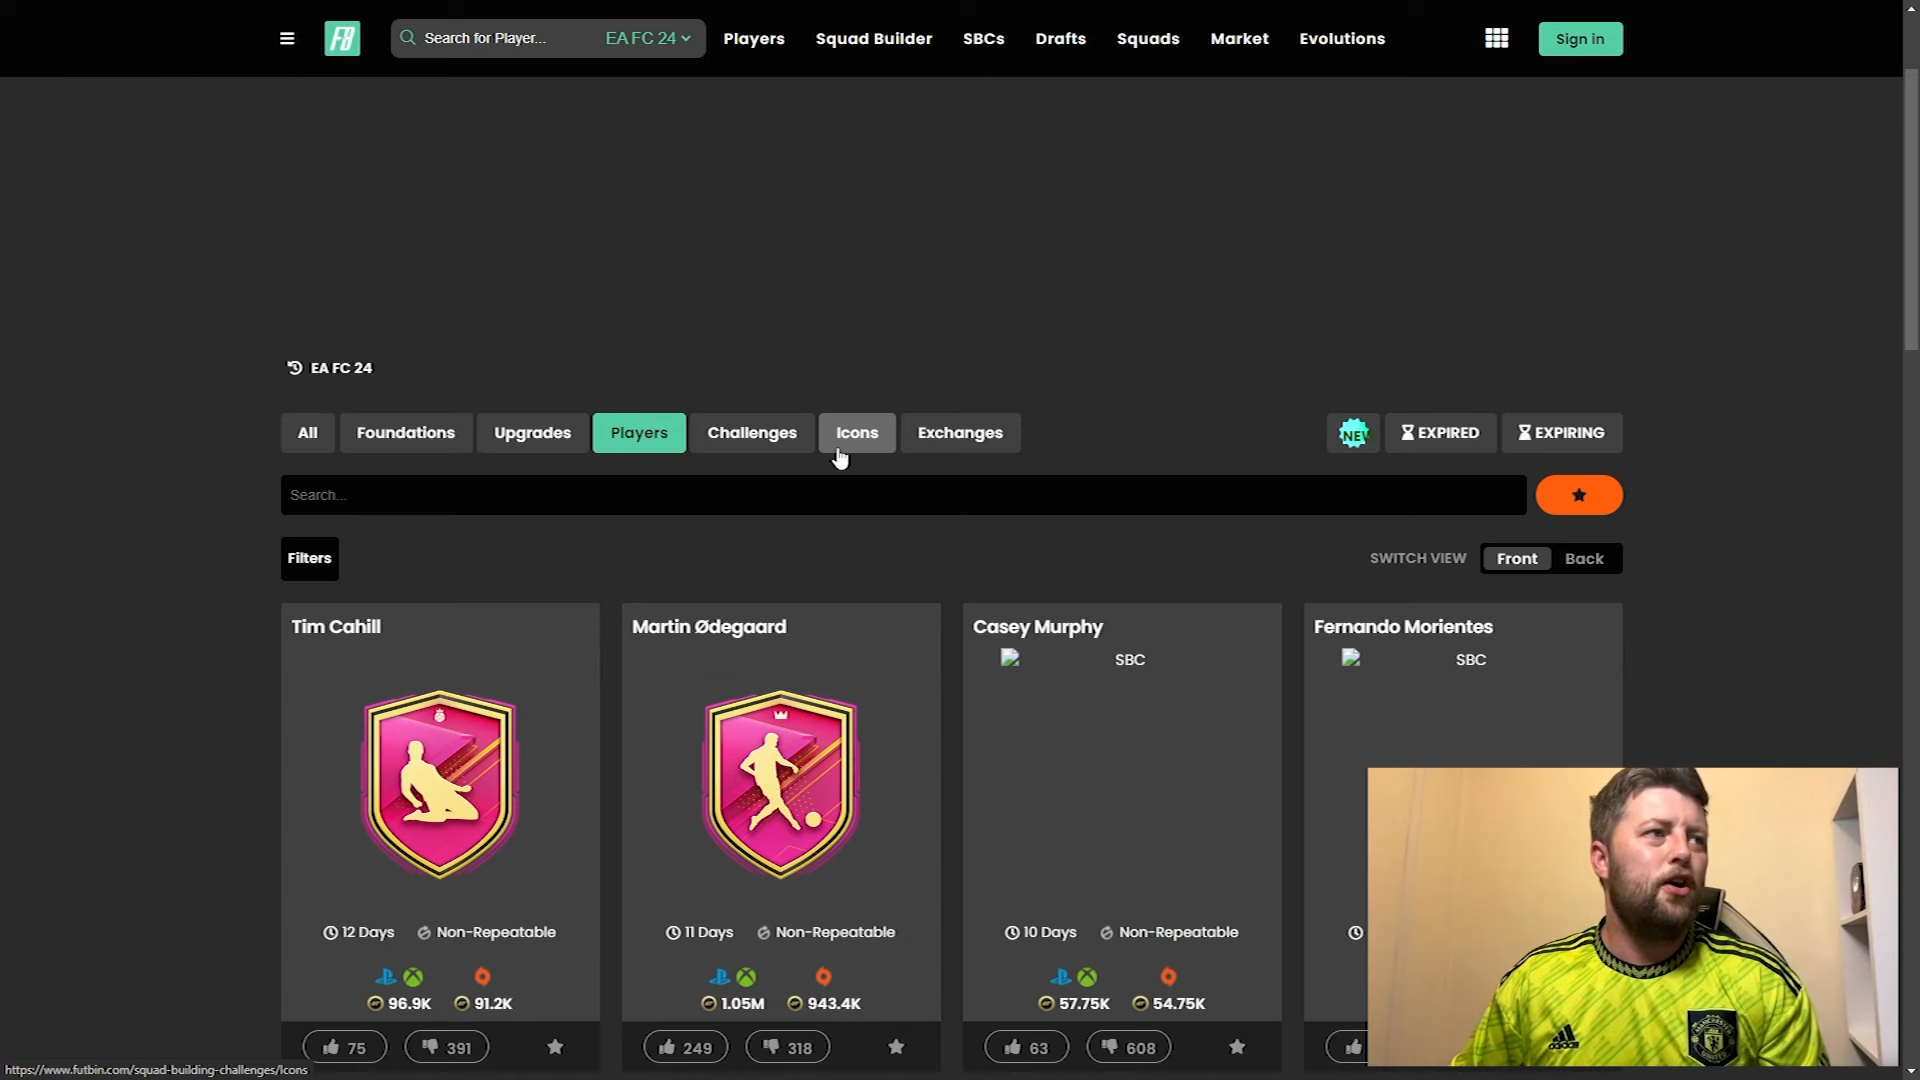 FB Search for Player... EA FC 24 Players Squad Builder SBCs Drafts Squads Market Evolutions Sign in
EA FC 24
All Foundations Upgrades Players Challenges Icons Exchanges NEW EXPIRED EXPIRING
Search...
Filters SWITCH VIEW Front Back
Tim Cahill Martin Ødegaard Casey Murphy Fernando Morientes
SBC SBC
12 Days Non-Repeatable 11 Days Non-Repeatable 10 Days Non-Repeatable
96.9K 91.2K 1.05M 943.4K 57.75K 54.75K
75 391 249 318 63 608
https://www.futbin.com/squad-building-challenges/Icons